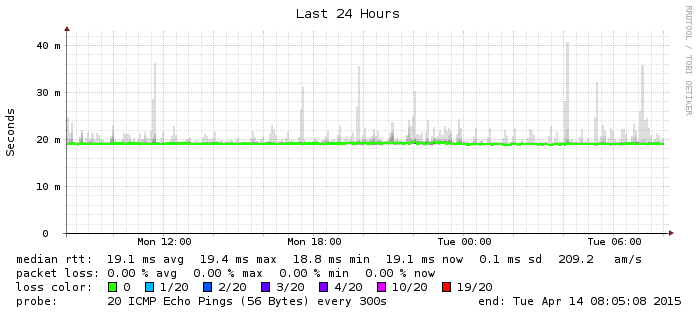 Last 24 Hours
RRDTOOL / TOBI OETIKER
Seconds
40 m
30 m
20 m
10 m
0
Mon 12:00 Mon 18:00 Tue 00:00 Tue 06:00
median rtt: 19.1 ms avg 19.4 ms max 18.8 ms min 19.1 ms now 0.1 ms sd 209.2 am/s
packet loss: 0.00 % avg 0.00 % max 0.00 % min 0.00 % now
loss color: 0 1/20 2/20 3/20 4/20 10/20 19/20
probe: 20 ICMP Echo Pings (56 Bytes) every 300s end: Tue Apr 14 08:05:08 2015